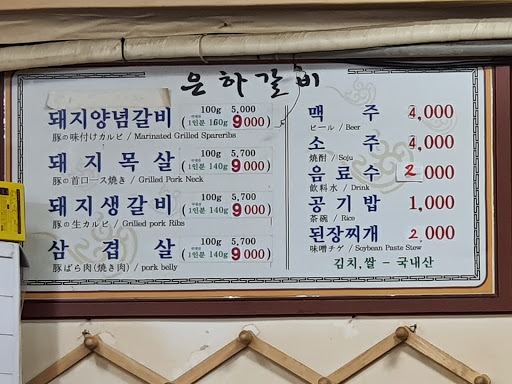 은하갈비
돼지양념갈비 100g 5,000
(1인분 160g 9000)
豚の味付けカルビ / Marinated Grilled Spareribs
돼지목살 100g 5,700
(1인분 140g 9000)
豚の首ロース焼き / Grilled Pork Neck
돼지생갈비 100g 5,700
(1인분 140g 9000)
豚の生カルビ / Grilled pork Ribs
삼겹살 100g 5,700
(1인분 140g 9000)
豚ばら肉(焼き肉) / pork belly
맥주 4,000
ビール / Beer
소주 4,000
焼酎 / Soju
음료수 2 000
飲料水 / Drink
공기밥 1,000
茶碗 / Rice
된장찌개 2 000
味噌チゲ / Soybean Paste Stew
김치,쌀 - 국내산